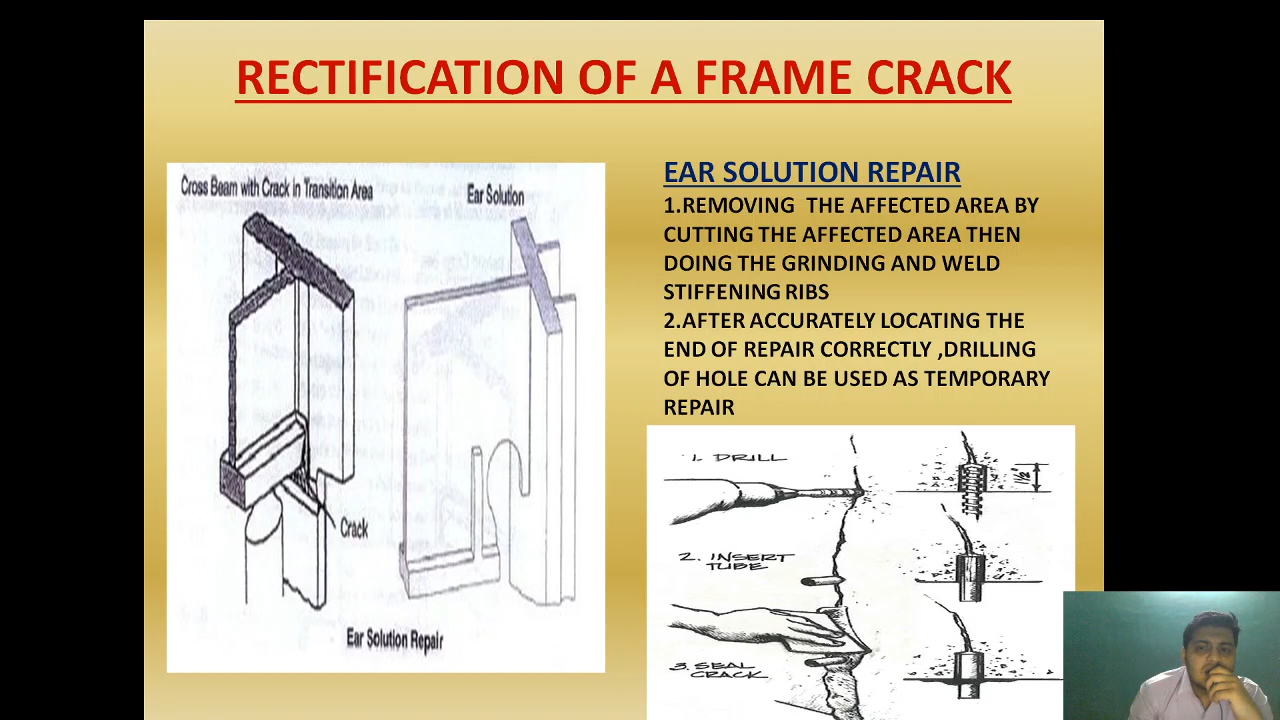 RECTIFICATION OF A FRAME CRACK
Cross Beam with Crack in Transition Area
Ear Solution
Crack
Ear Solution Repair
EAR SOLUTION REPAIR
1.REMOVING THE AFFECTED AREA BY
CUTTING THE AFFECTED AREA THEN
DOING THE GRINDING AND WELD
STIFFENING RIBS
2.AFTER ACCURATELY LOCATING THE
END OF REPAIR CORRECTLY ,DRILLING
OF HOLE CAN BE USED AS TEMPORARY
REPAIR
1. DRILL
1/2"
2. INSERT
TUBE
3. SEAL
CRACK